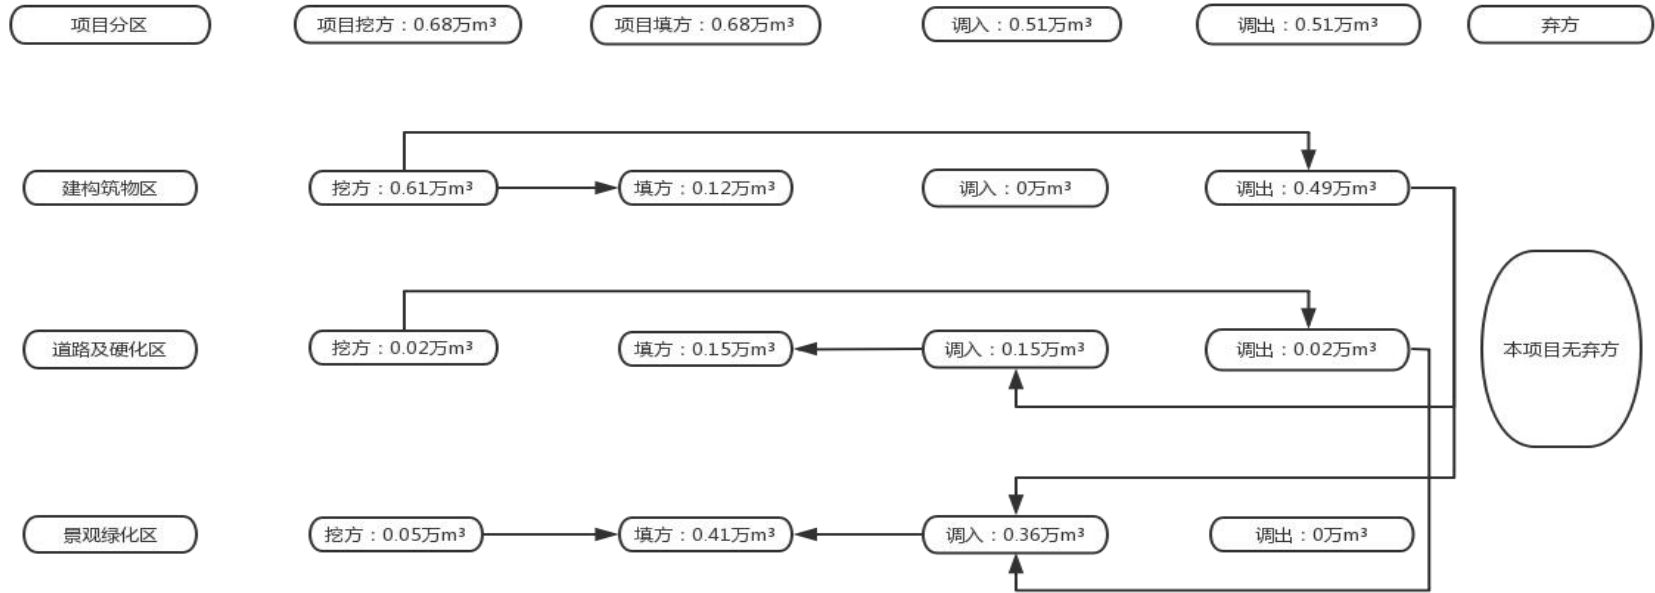 项目分区
项目挖方：0.68万m³
项目填方：0.68万m³
调入：0.51万m³
调出：0.51万m³
弃方
建构筑物区
挖方：0.61万m³
填方：0.12万m³
调入：0万m³
调出：0.49万m³
道路及硬化区
挖方：0.02万m³
填方：0.15万m³
调入：0.15万m³
调出：0.02万m³
本项目无弃方
景观绿化区
挖方：0.05万m³
填方：0.41万m³
调入：0.36万m³
调出：0万m³